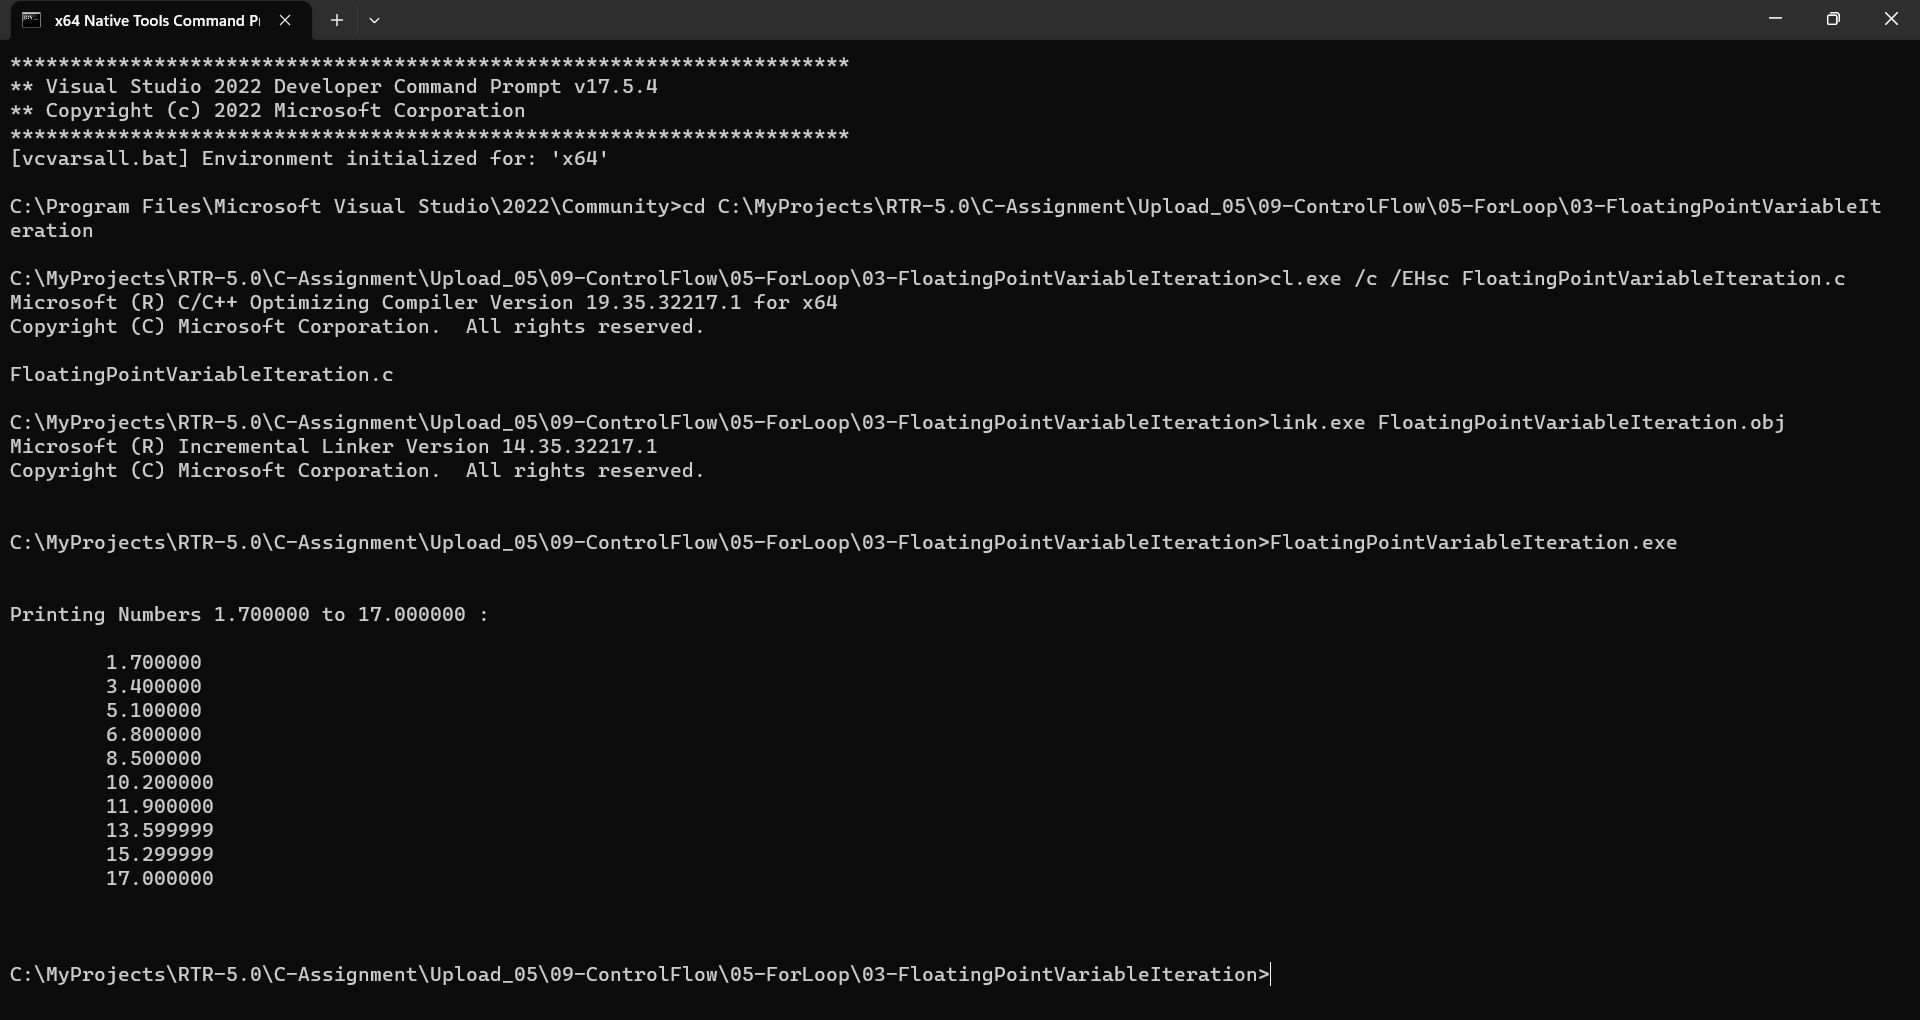 x64 Native Tools Command P
**********************************************************************
** Visual Studio 2022 Developer Command Prompt v17.5.4
** Copyright (c) 2022 Microsoft Corporation
**********************************************************************
[vcvarsall.bat] Environment initialized for: 'x64'
C:\Program Files\Microsoft Visual Studio\2022\Community>cd C:\MyProjects\RTR-5.0\C-Assignment\Upload_05\09-ControlFlow\05-ForLoop\03-FloatingPointVariableIt
eration
C:\MyProjects\RTR-5.0\C-Assignment\Upload_05\09-ControlFlow\05-ForLoop\03-FloatingPointVariableIteration>cl.exe /c /EHsc FloatingPointVariableIteration.c
Microsoft (R) C/C++ Optimizing Compiler Version 19.35.32217.1 for x64
Copyright (C) Microsoft Corporation.  All rights reserved.
FloatingPointVariableIteration.c
C:\MyProjects\RTR-5.0\C-Assignment\Upload_05\09-ControlFlow\05-ForLoop\03-FloatingPointVariableIteration>link.exe FloatingPointVariableIteration.obj
Microsoft (R) Incremental Linker Version 14.35.32217.1
Copyright (C) Microsoft Corporation.  All rights reserved.
C:\MyProjects\RTR-5.0\C-Assignment\Upload_05\09-ControlFlow\05-ForLoop\03-FloatingPointVariableIteration>FloatingPointVariableIteration.exe
Printing Numbers 1.700000 to 17.000000 :
1.700000
3.400000
5.100000
6.800000
8.500000
10.200000
11.900000
13.599999
15.299999
17.000000
C:\MyProjects\RTR-5.0\C-Assignment\Upload_05\09-ControlFlow\05-ForLoop\03-FloatingPointVariableIteration>